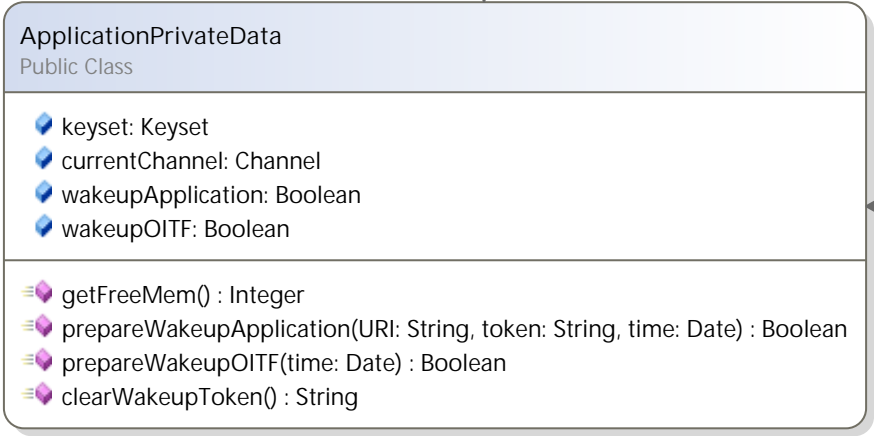 ApplicationPrivateData
Public Class
keyset: Keyset
currentChannel: Channel
wakeupApplication: Boolean
wakeupOITF: Boolean
getFreeMem() : Integer
prepareWakeupApplication(URI: String, token: String, time: Date) : Boolean
prepareWakeupOITF(time: Date) : Boolean
clearWakeupToken() : String